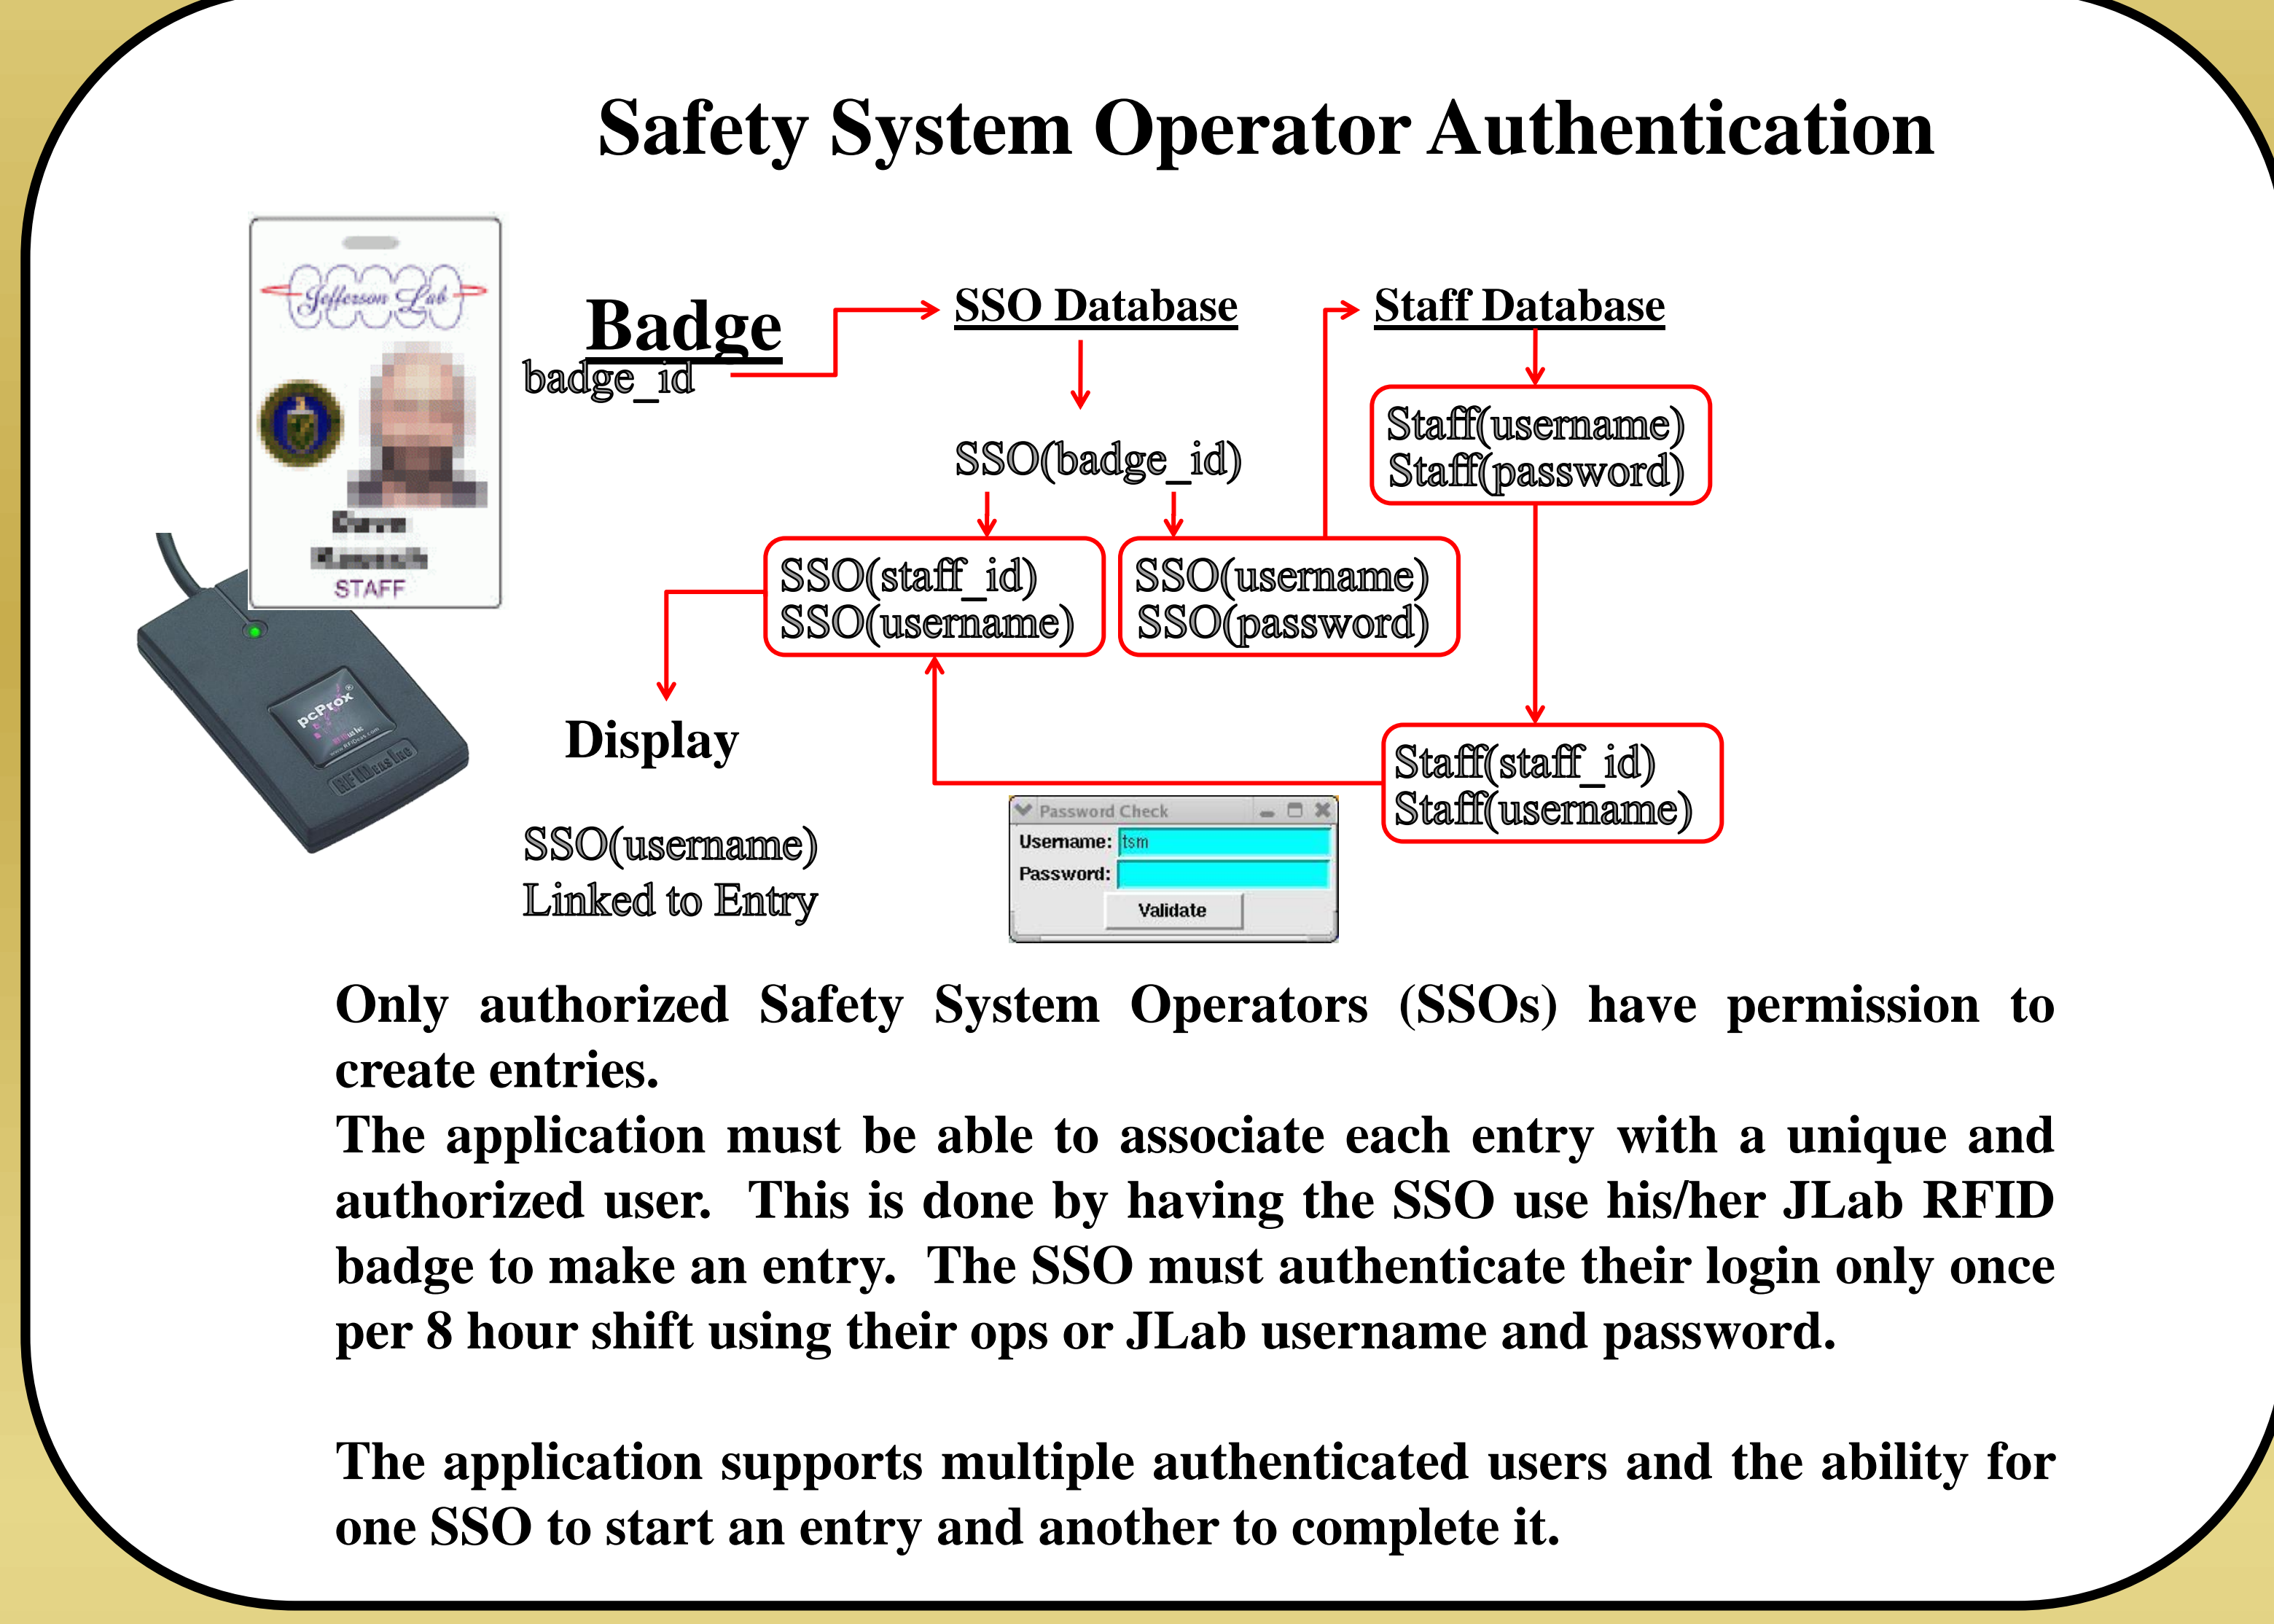 Safety System Operator Authentication
Jefferson Lab
STAFF
pcProx®
www.RFIDeas.com
RFIDeas Inc
Badge
badge_id
SSO Database
Staff Database
SSO(badge_id)
Staff(username)
Staff(password)
SSO(staff_id)
SSO(username)
SSO(username)
SSO(password)
Display
Staff(staff_id)
Staff(username)
SSO(username)
Linked to Entry
Password Check
Username: tsm
Password:
Validate
Only authorized Safety System Operators (SSOs) have permission to
create entries.
The application must be able to associate each entry with a unique and
authorized user. This is done by having the SSO use his/her JLab RFID
badge to make an entry. The SSO must authenticate their login only once
per 8 hour shift using their ops or JLab username and password.
The application supports multiple authenticated users and the ability for
one SSO to start an entry and another to complete it.